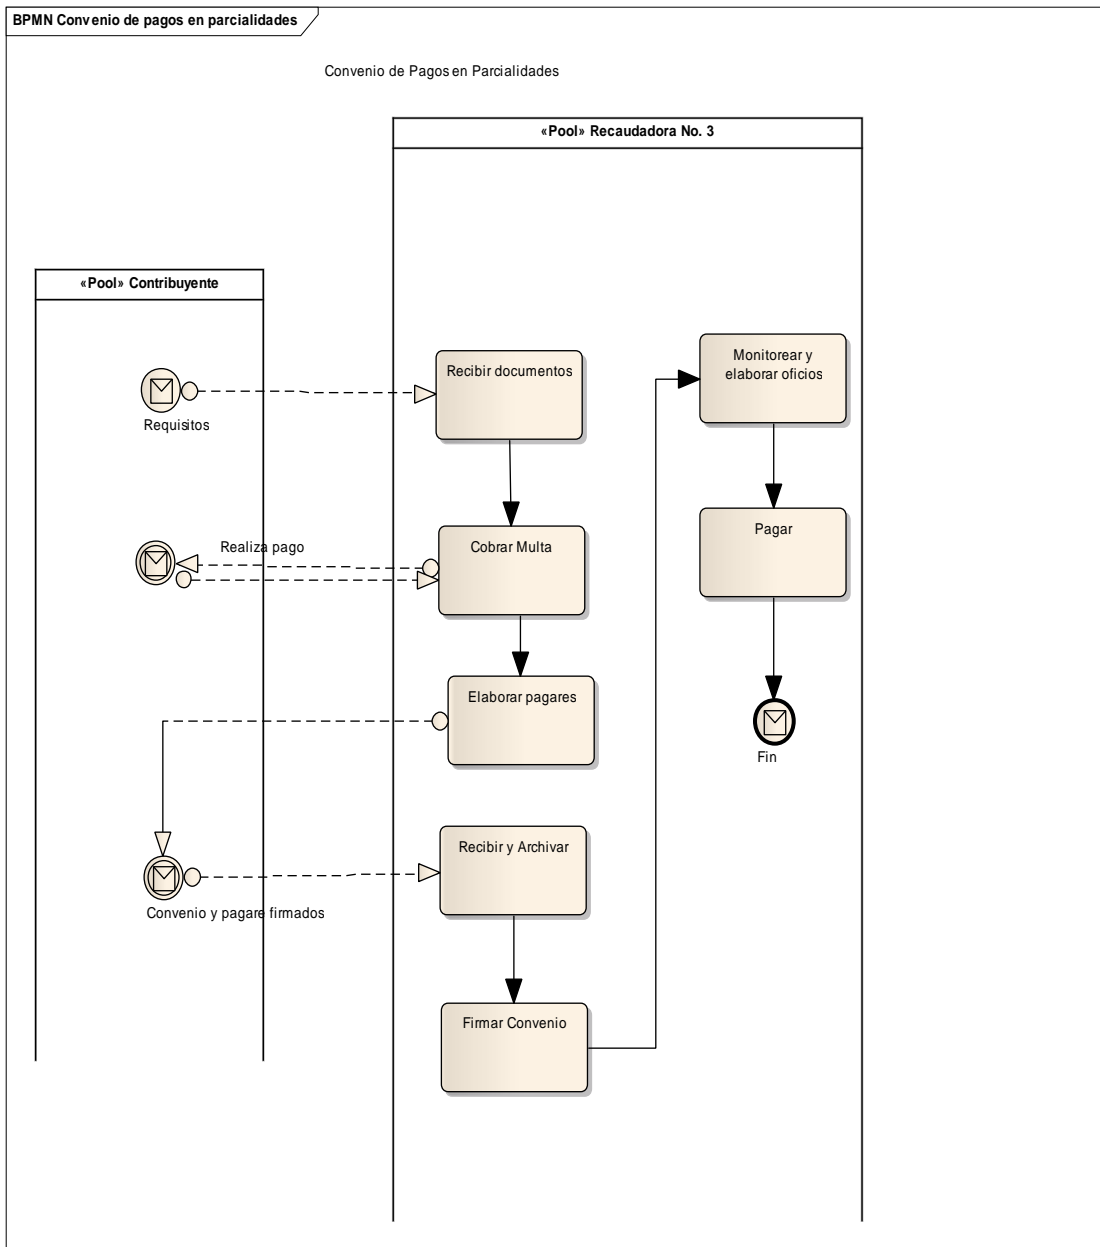 BPMN Convenio de pagos en parcialidades
Convenio de Pagos en Parcialidades
«Pool» Recaudadora No. 3
«Pool» Contribuyente
Requisitos
Recibir documentos
Monitorear y
elaborar oficios
Realiza pago
Cobrar Multa
Pagar
Elaborar pagares
Fin
Convenio y pagare firmados
Recibir y Archivar
Firmar Convenio